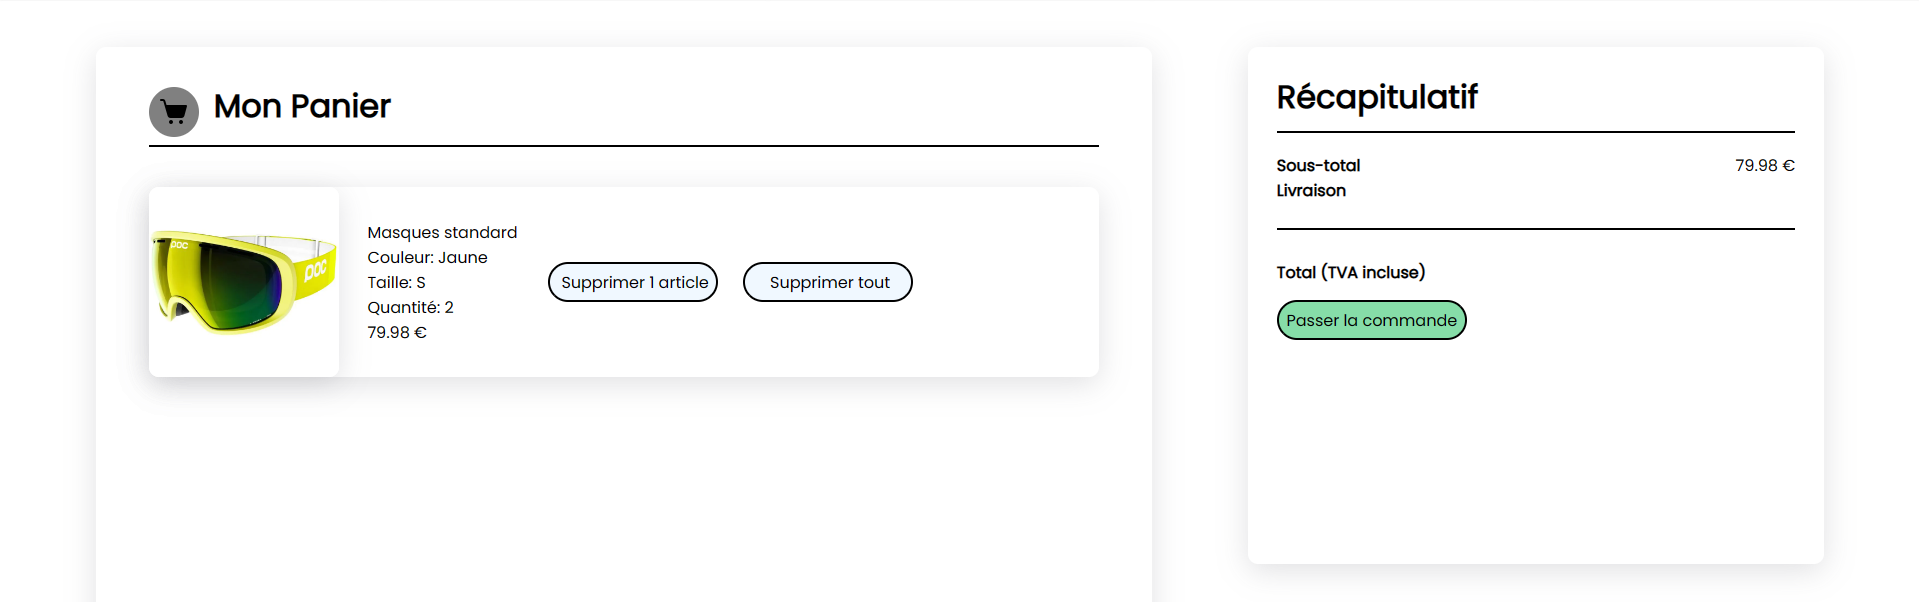 Mon Panier
POC
POC
Masques standard
Couleur: Jaune
Taille: S
Quantité: 2
79.98 €
Supprimer 1 article
Supprimer tout
Récapitulatif
Sous-total 79.98 €
Livraison
Total (TVA incluse)
Passer la commande